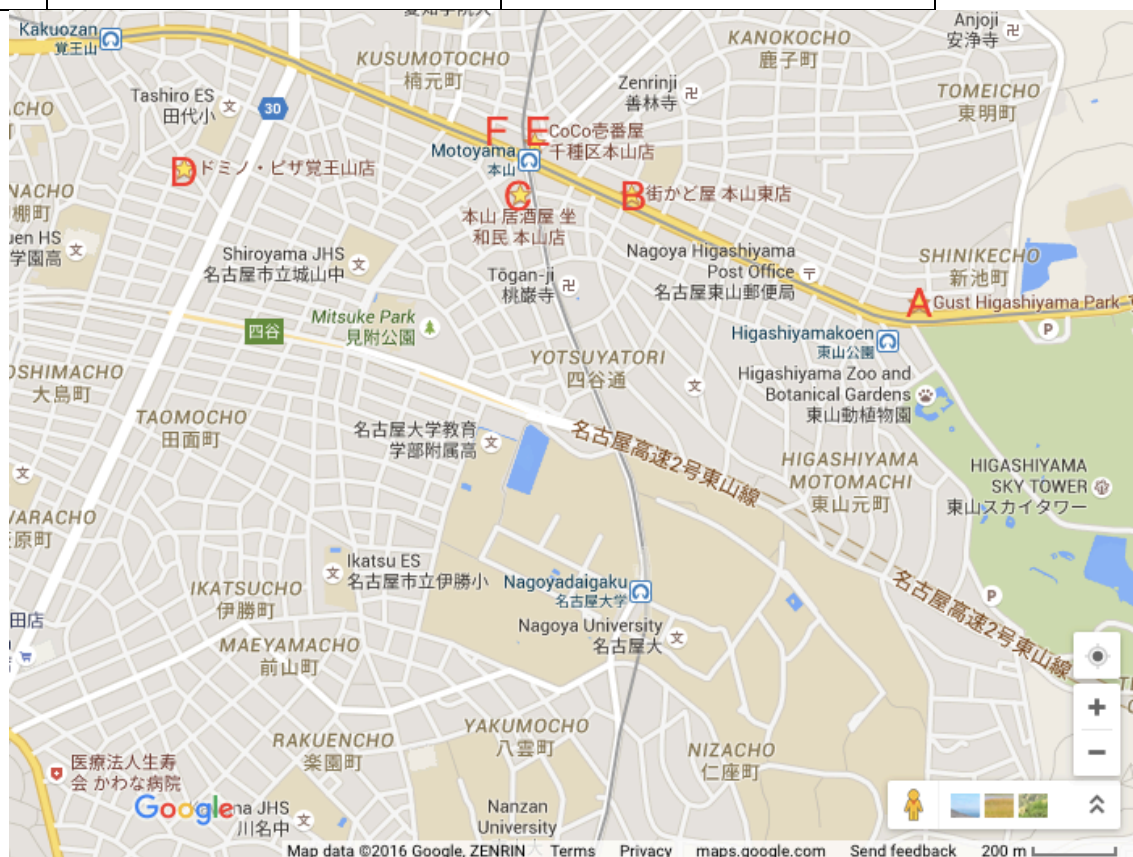 Kakuozan
覚王山
KUSUMOTOCHO
楠元町
KANOKOCHO
鹿子町
Anjoji
安浄寺
Tashiro ES
田代小
30
Zenrinji
善林寺
TOMEICHO
東明町
F
E
CoCo壱番屋
千種区本山店
Motoyama
本山
D
ドミノ・ピザ覚王山店
C
B
街かど屋 本山東店
本山 居酒屋 坐
和民 本山店
Shiroyama JHS
名古屋市立城山中
Nagoya Higashiyama
Post Office
名古屋東山郵便局
SHINIKECHO
新池町
Tōgan-ji
桃巌寺
A
Gust Higashiyama Park
Mitsuke Park
見附公園
四谷
Higashiyamakoen
東山公園
YOTSUYATORI
四谷通
Higashiyama Zoo and
Botanical Gardens
東山動植物園
大島町
TAOMOCHO
田面町
名古屋大学教育
学部附属高
名古屋高速2号東山線
HIGASHIYAMA
MOTOMACHI
東山元町
HIGASHIYAMA
SKY TOWER
東山スカイタワー
Ikatsu ES
名古屋市立伊勝小
IKATSUCHO
伊勝町
Nagoyadaigaku
名古屋大学
名古屋高速2号東山線
Nagoya University
名古屋大
MAEYAMACHO
前山町
YAKUMOCHO
八雲町
RAKUENCHO
楽園町
NIZACHO
仁座町
医療法人生寿
会 かわな病院
Google
川名中
Nanzan
University
Map data ©2016 Google, ZENRIN Terms Privacy maps.google.com Send feedback 200 m